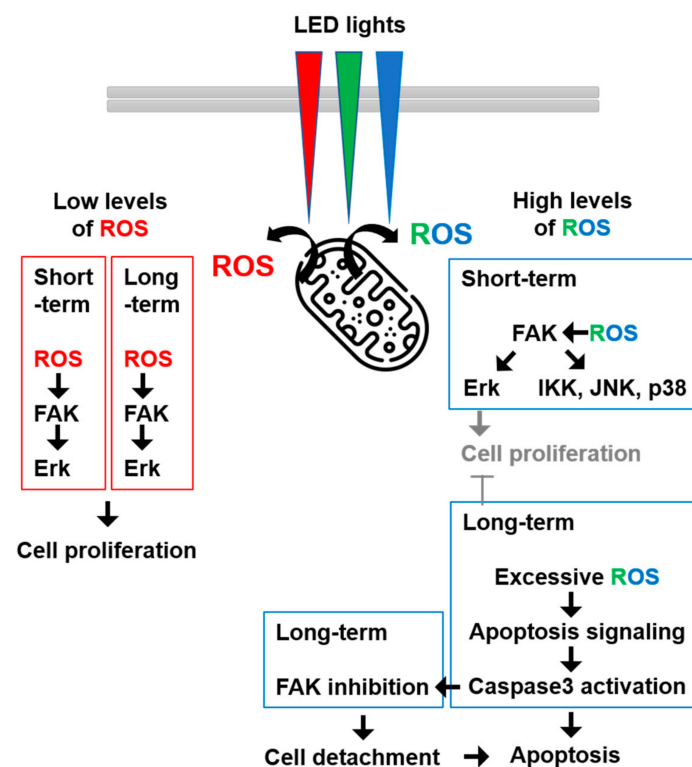 LED lights
Low levels
of ROS
High levels
of ROS
ROS
ROS
Short
-term
ROS
FAK
Erk
Long
-term
ROS
FAK
Erk
Cell proliferation
Short-term
FAK
ROS
Erk
IKK, JNK, p38
Cell proliferation
Long-term
Excessive ROS
Apoptosis signaling
Caspase3 activation
Long-term
FAK inhibition
Cell detachment
Apoptosis